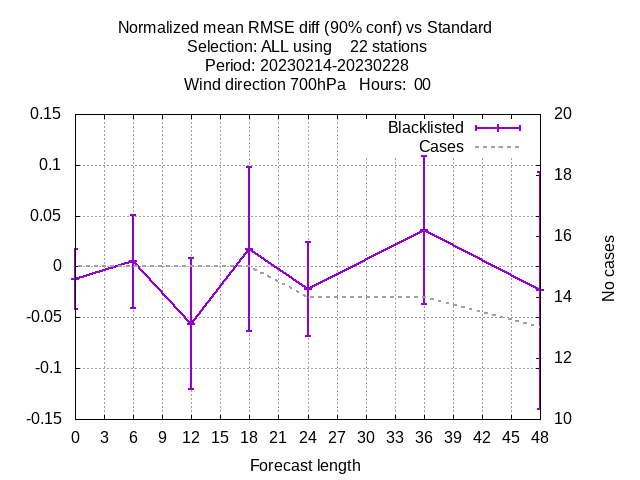 Normalized mean RMSE diff (90% conf) vs Standard
Selection: ALL using 22 stations
Period: 20230214-20230228
Wind direction 700hPa Hours: 00
Blacklisted
Cases
0.15
0.1
0.05
0
-0.05
-0.1
-0.15
20
18
16
14
12
10
No cases
0 3 6 9 12 15 18 21 24 27 30 33 36 39 42 45 48
Forecast length